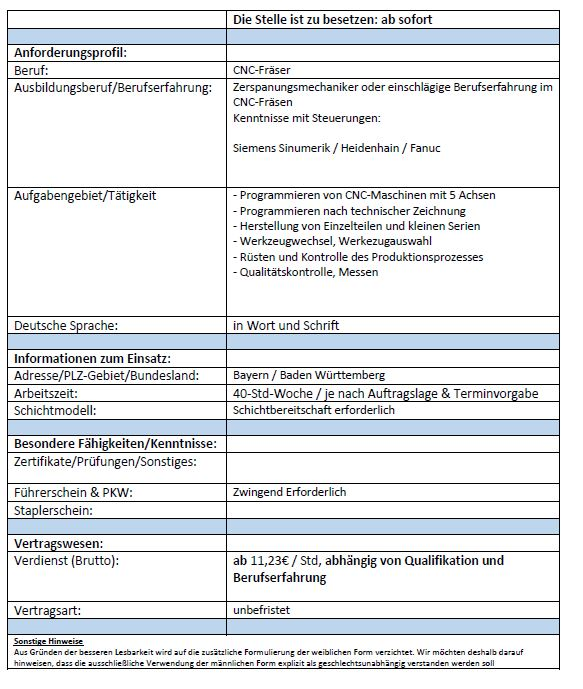 Die Stelle ist zu besetzen: ab sofort
Anforderungsprofil:
Beruf: CNC-Fräser
Ausbildungsberuf/Berufserfahrung: Zerspanungsmechaniker oder einschlägige Berufserfahrung im
CNC-Fräsen
Kenntnisse mit Steuerungen:
Siemens Sinumerik / Heidenhain / Fanuc
Aufgabengebiet/Tätigkeit - Programmieren von CNC-Maschinen mit 5 Achsen
- Programmieren nach technischer Zeichnung
- Herstellung von Einzelteilen und kleinen Serien
- Werkzeugwechsel, Werkezugauswahl
- Rüsten und Kontrolle des Produktionsprozesses
- Qualitätskontrolle, Messen
Deutsche Sprache: in Wort und Schrift
Informationen zum Einsatz:
Adresse/PLZ-Gebiet/Bundesland: Bayern / Baden Württemberg
Arbeitszeit: 40-Std-Woche / je nach Auftragslage & Terminvorgabe
Schichtmodell: Schichtbereitschaft erforderlich
Besondere Fähigkeiten/Kenntnisse:
Zertifikate/Prüfungen/Sonstiges:
Führerschein & PKW: Zwingend Erforderlich
Staplerschein:
Vertragswesen:
Verdienst (Brutto): ab 11,23€ / Std, abhängig von Qualifikation und
Berufserfahrung
Vertragsart: unbefristet
Sonstige Hinweise
Aus Gründen der besseren Lesbarkeit wird auf die zusätzliche Formulierung der weiblichen Form verzichtet. Wir möchten deshalb darauf
hinweisen, dass die ausschließliche Verwendung der männlichen Form explizit als geschlechtsunabhängig verstanden werden soll